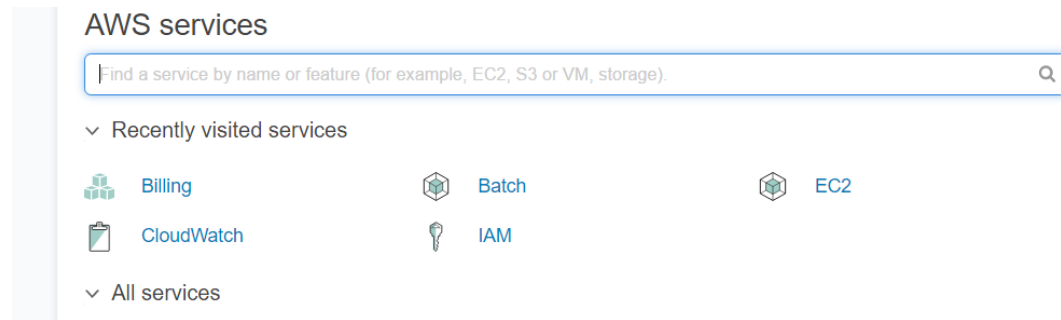 AWS services
Find a service by name or feature (for example, EC2, S3 or VM, storage).
Recently visited services
Billing Batch EC2
CloudWatch IAM
All services